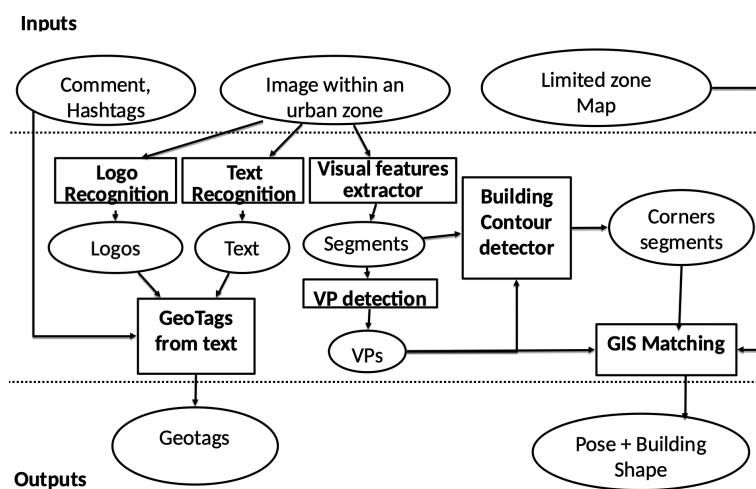 Inputs
Comment,
Hashtags
Image within an
urban zone
Limited zone
Map
Logo
Recognition
Text
Recognition
Visual features
extractor
Building
Contour
detector
Corners
segments
Logos
Text
Segments
VP detection
GeoTags
from text
VPs
GIS Matching
Geotags
Pose + Building
Shape
Outputs